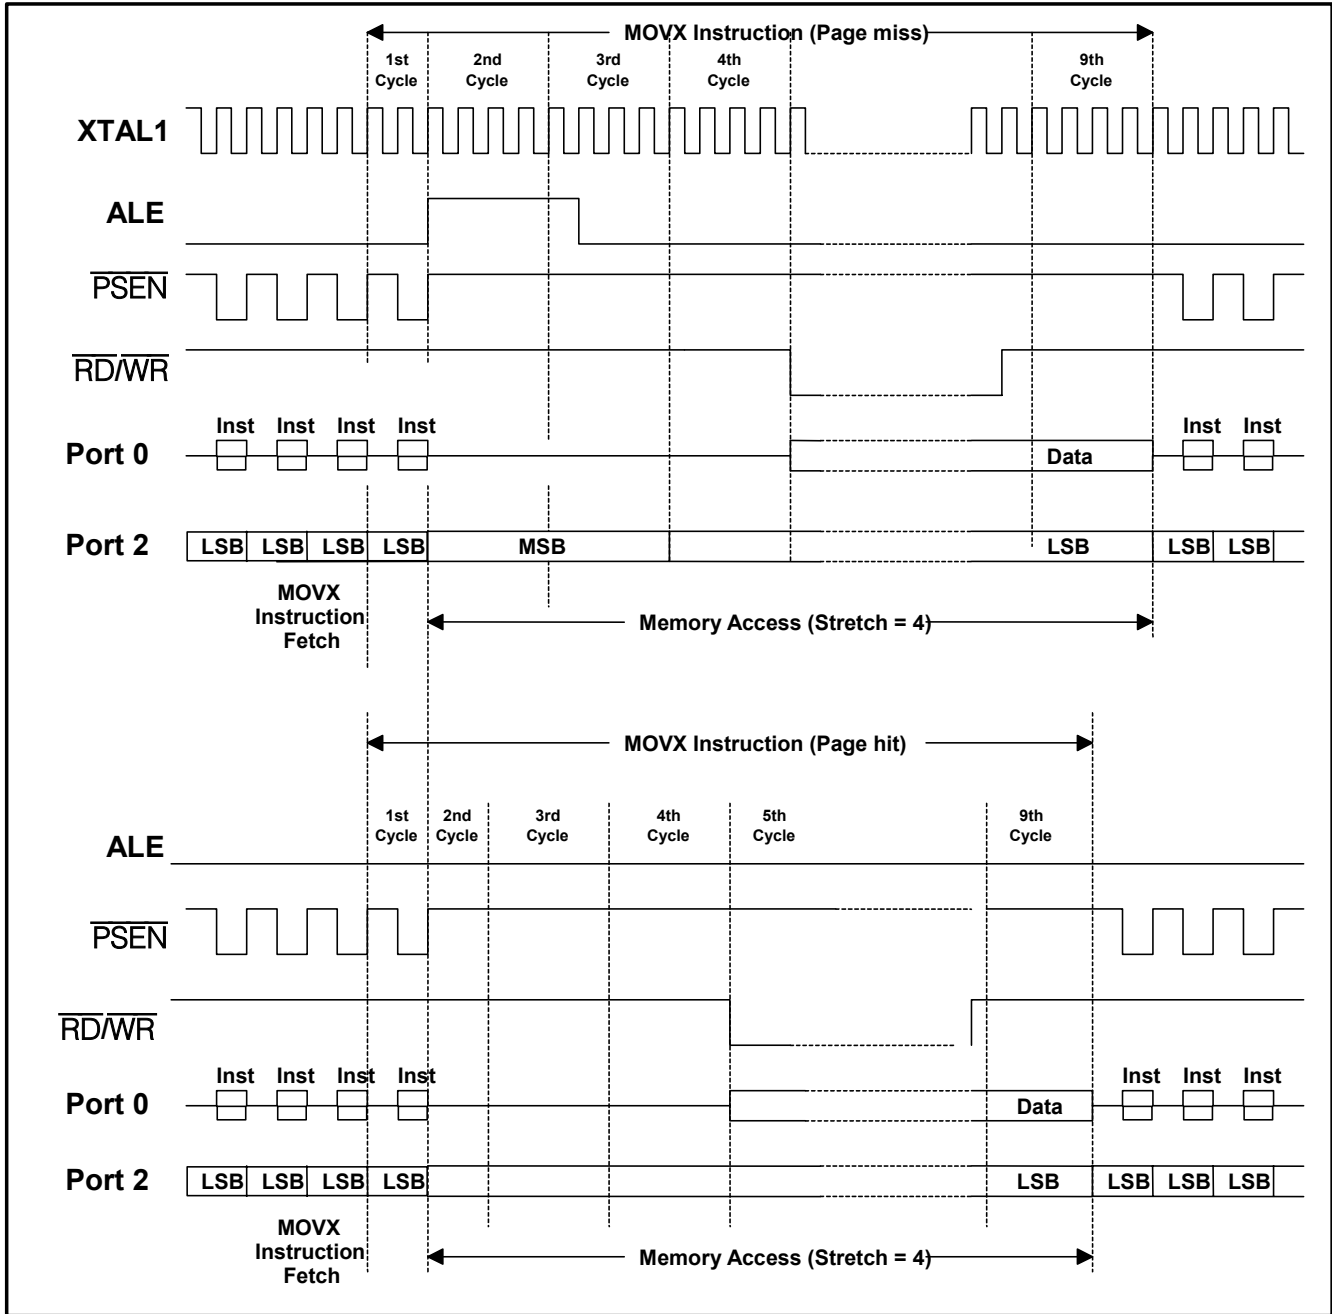 MOVX Instruction (Page miss)
1st Cycle
2nd Cycle
3rd Cycle
4th Cycle
9th Cycle
XTAL1
ALE
PSEN
RD/WR
Inst Inst Inst Inst Inst Inst
Port 0
Data
Port 2
LSB LSB LSB LSB MSB LSB LSB LSB
MOVX
Instruction
Fetch
Memory Access (Stretch = 4)
MOVX Instruction (Page hit)
1st Cycle
2nd Cycle
3rd Cycle
4th Cycle
5th Cycle
9th Cycle
ALE
PSEN
RD/WR
Inst Inst Inst Inst Inst Inst Inst
Port 0
Data
Port 2
LSB LSB LSB LSB LSB LSB LSB LSB
MOVX
Instruction
Fetch
Memory Access (Stretch = 4)